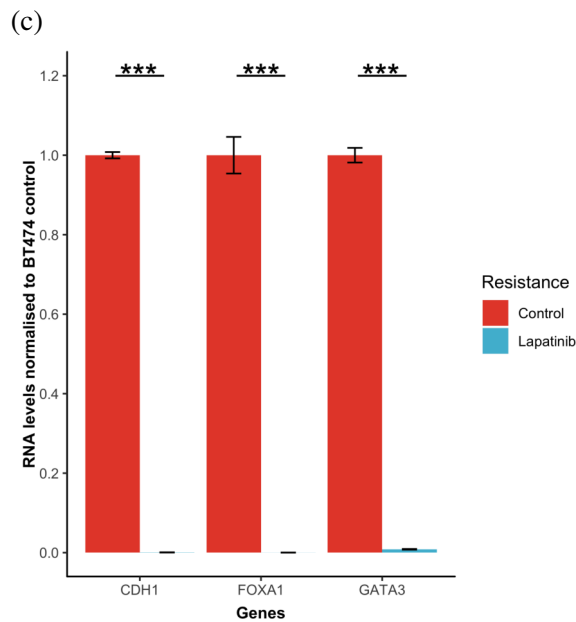 (c)
*** *** ***
1.2
1.0
0.8
0.6
0.4
0.2
0.0
RNA levels normalised to BT474 control
CDH1 FOXA1 GATA3
Genes
Resistance
Control
Lapatinib